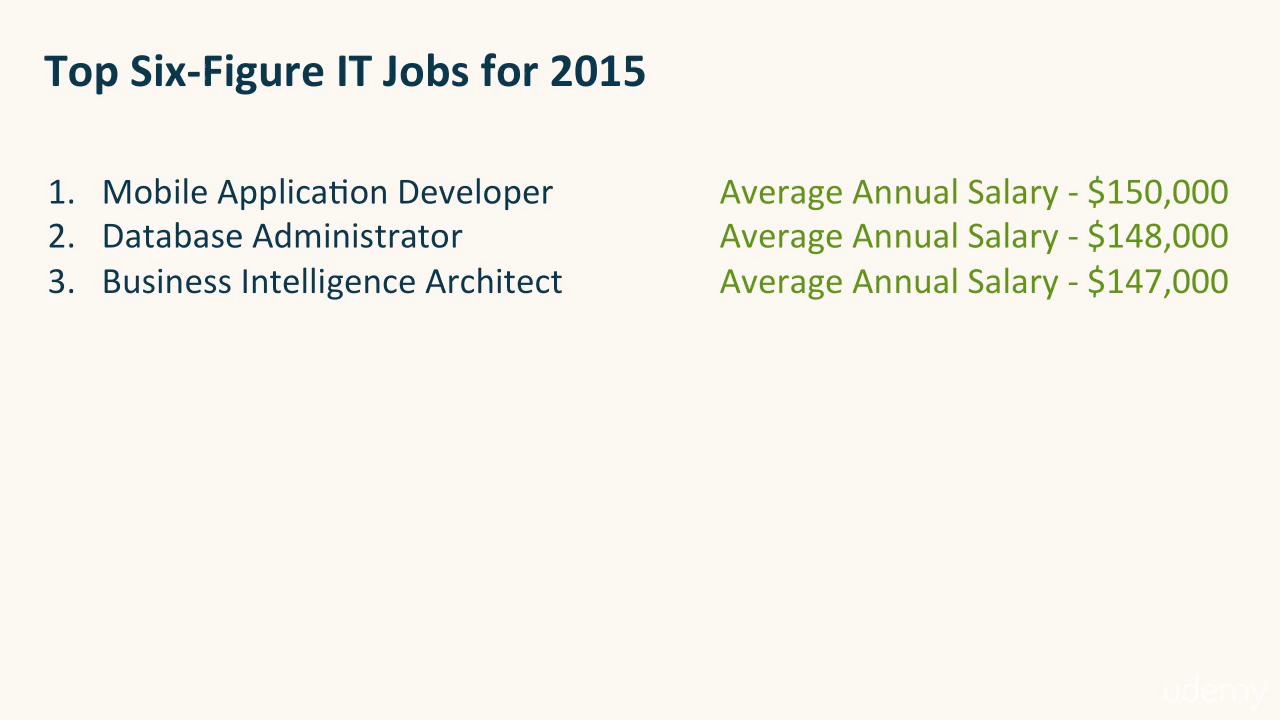 Top Six-Figure IT Jobs for 2015
1. Mobile Application Developer Average Annual Salary - $150,000
2. Database Administrator Average Annual Salary - $148,000
3. Business Intelligence Architect Average Annual Salary - $147,000
udemy